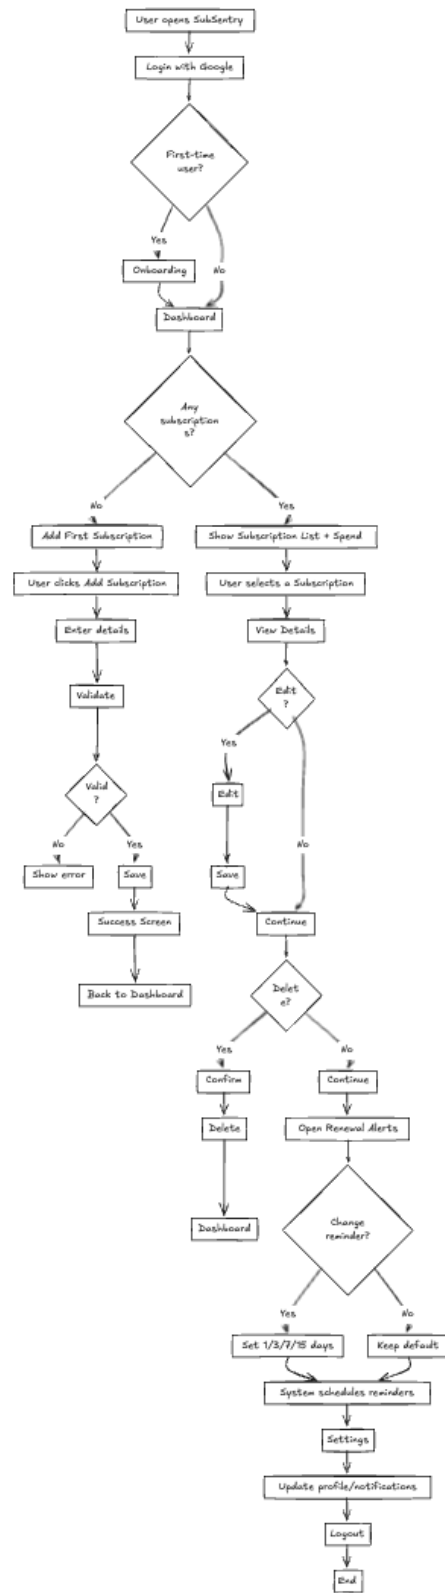 User opens SubSentry
Login with Google
First-time
user?
Yes
No
Onboarding
Dashboard
Any
subscription
s?
No
Yes
Add First Subscription
Show Subscription List + Spend
User clicks Add Subscription
User selects a Subscription
Enter details
View Details
Validate
Edit
?
Yes
Valid
?
Edit
No
Yes
No
Show error
Save
Save
Success Screen
Continue
Back to Dashboard
Delet
e?
Yes
No
Confirm
Continue
Delete
Open Renewal Alerts
Dashboard
Change
reminder?
Yes
No
Set 1/3/7/15 days
Keep default
System schedules reminders
Settings
Update profile/notifications
Logout
End